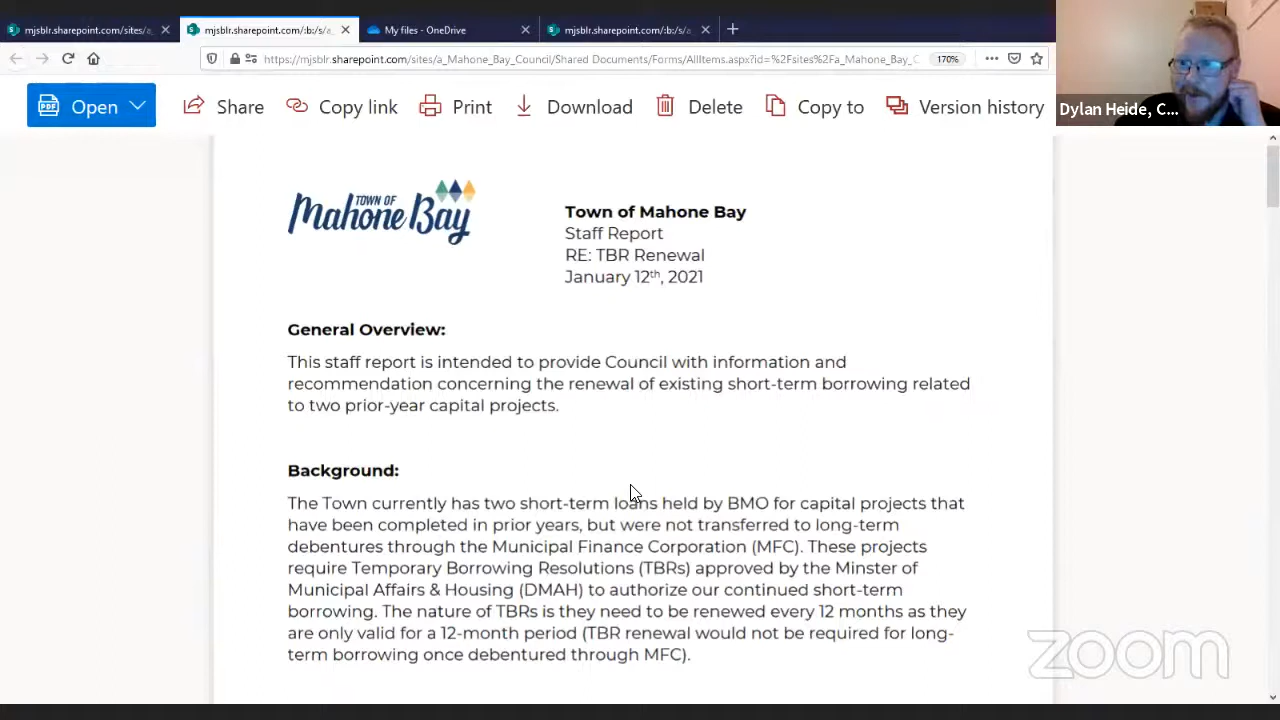 mjsblr.sharepoint.com/sites/a_
mjsblr.sharepoint.com/:b:/s/a_
My files - OneDrive
mjsblr.sharepoint.com/:b:/s/a_
https://mjsblr.sharepoint.com/sites/a_Mahone_Bay_Council/Shared Documents/Forms/AllItems.aspx?id=%2Fsites%2Fa_Mahone_Bay_C
170%
PDF
Open
Share
Copy link
Print
Download
Delete
Copy to
Version history
Dylan Heide, C...
TOWN OF
Mahone Bay
Town of Mahone Bay
Staff Report
RE: TBR Renewal
January 12th, 2021
General Overview:
This staff report is intended to provide Council with information and
recommendation concerning the renewal of existing short-term borrowing related
to two prior-year capital projects.
Background:
The Town currently has two short-term loans held by BMO for capital projects that
have been completed in prior years, but were not transferred to long-term
debentures through the Municipal Finance Corporation (MFC). These projects
require Temporary Borrowing Resolutions (TBRs) approved by the Minster of
Municipal Affairs & Housing (DMAH) to authorize our continued short-term
borrowing. The nature of TBRs is they need to be renewed every 12 months as they
are only valid for a 12-month period (TBR renewal would not be required for long-
term borrowing once debentured through MFC).
zoom